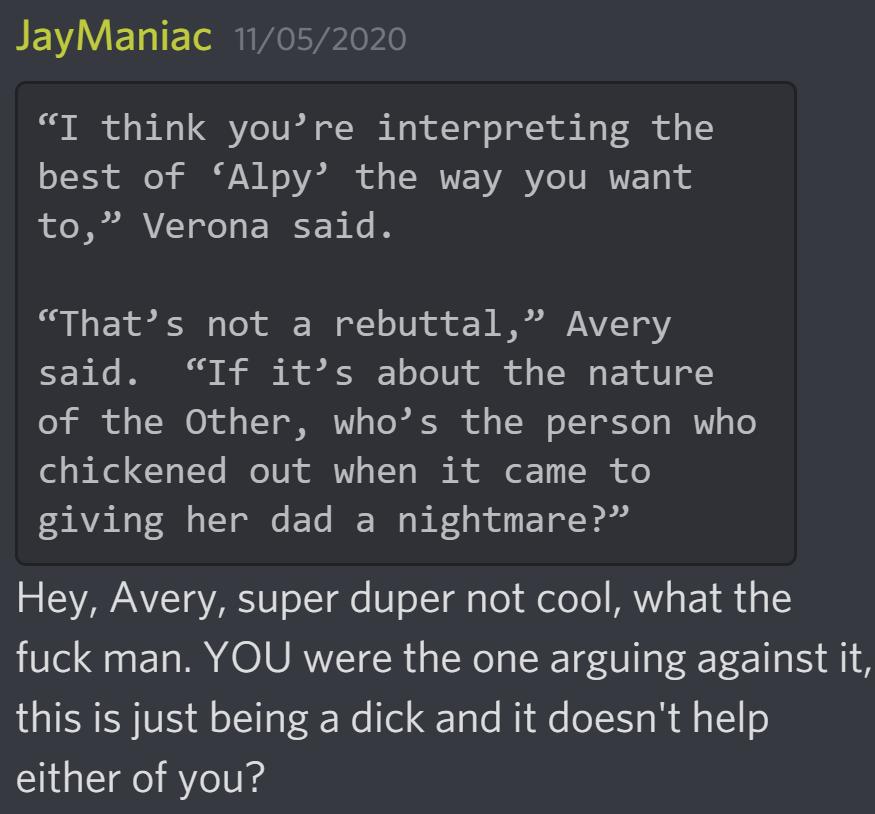 JayManiac 11/05/2020
“I think you’re interpreting the
best of ‘Alpy’ the way you want
to,” Verona said.
“That’s not a rebuttal,” Avery
said.  “If it’s about the nature
of the Other, who’s the person who
chickened out when it came to
giving her dad a nightmare?”
Hey, Avery, super duper not cool, what the
fuck man. YOU were the one arguing against it,
this is just being a dick and it doesn't help
either of you?